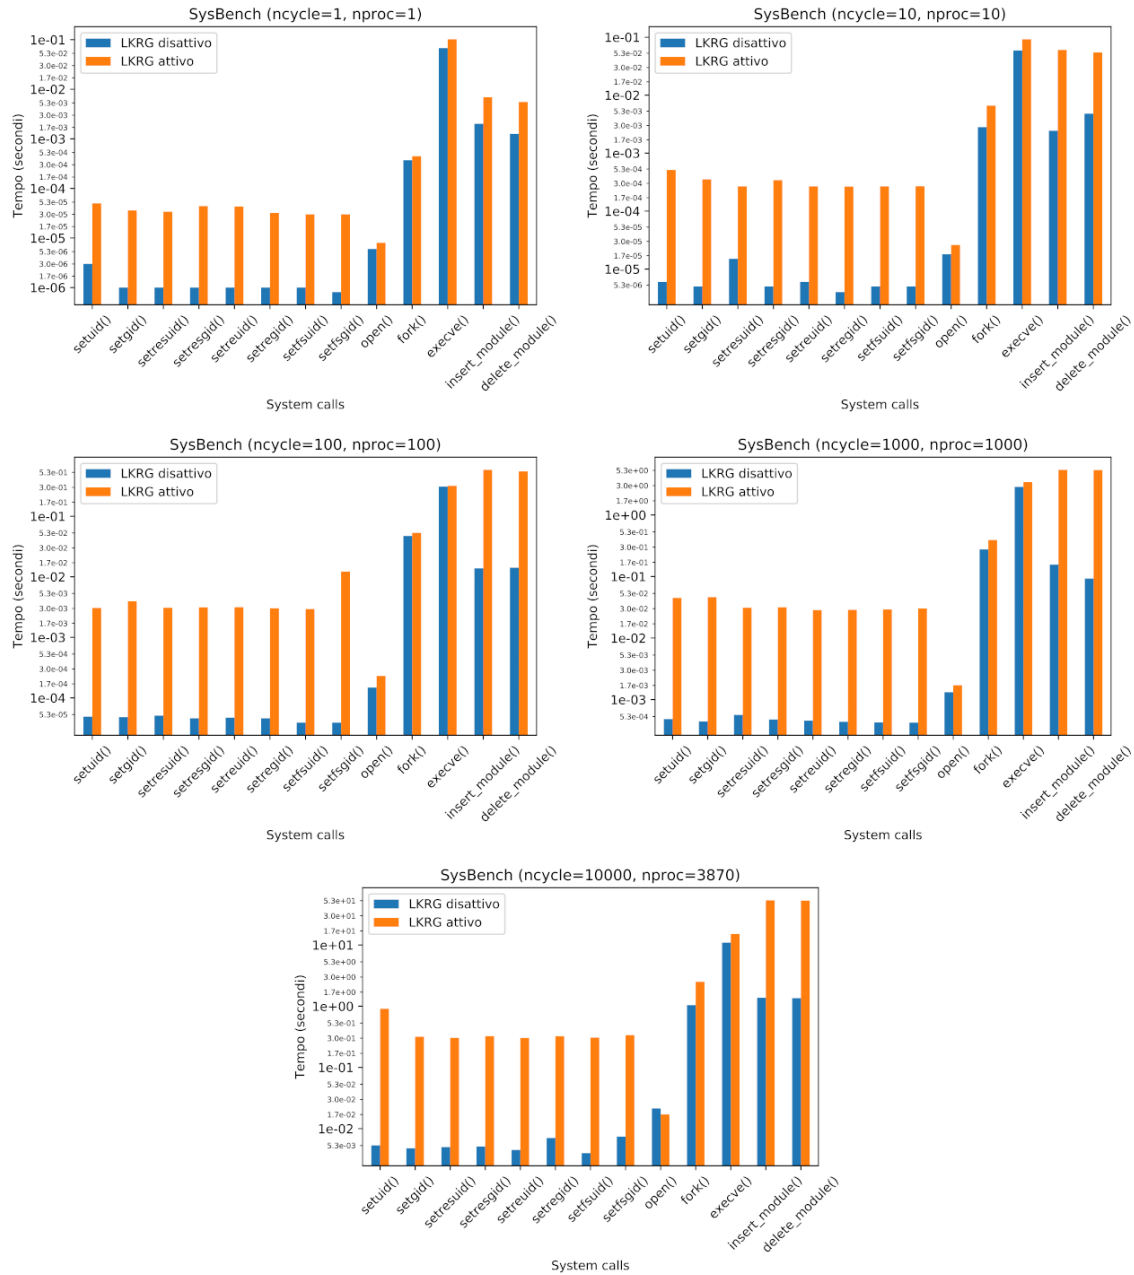 SysBench (ncycle=1, nproc=1)
LKRG disattivo
LKRG attivo
Tempo (secondi)
1e-01
5.3e-02
3.0e-02
1.7e-02
1e-02
5.3e-03
3.0e-03
1.7e-03
1e-03
5.3e-04
3.0e-04
1.7e-04
1e-04
5.3e-05
3.0e-05
1.7e-05
1e-05
5.3e-06
3.0e-06
1.7e-06
1e-06
setuid()
setgid()
setresuid()
setresgid()
setreuid()
setregid()
setfsuid()
setfsgid()
open()
fork()
execve()
insert_module()
delete_module()
System calls
SysBench (ncycle=10, nproc=10)
LKRG disattivo
LKRG attivo
Tempo (secondi)
1e-01
5.3e-02
3.0e-02
1.7e-02
1e-02
5.3e-03
3.0e-03
1.7e-03
1e-03
5.3e-04
3.0e-04
1.7e-04
1e-04
5.3e-05
3.0e-05
1.7e-05
1e-05
5.3e-06
setuid()
setgid()
setresuid()
setresgid()
setreuid()
setregid()
setfsuid()
setfsgid()
open()
fork()
execve()
insert_module()
delete_module()
System calls
SysBench (ncycle=100, nproc=100)
LKRG disattivo
LKRG attivo
Tempo (secondi)
5.3e-01
3.0e-01
1.7e-01
1e-01
5.3e-02
3.0e-02
1.7e-02
1e-02
5.3e-03
3.0e-03
1.7e-03
1e-03
5.3e-04
3.0e-04
1.7e-04
1e-04
5.3e-05
setuid()
setgid()
setresuid()
setresgid()
setreuid()
setregid()
setfsuid()
setfsgid()
open()
fork()
execve()
insert_module()
delete_module()
System calls
SysBench (ncycle=1000, nproc=1000)
LKRG disattivo
LKRG attivo
Tempo (secondi)
5.3e+00
3.0e+00
1.7e+00
1e+00
5.3e-01
3.0e-01
1.7e-01
1e-01
5.3e-02
3.0e-02
1.7e-02
1e-02
5.3e-03
3.0e-03
1.7e-03
1e-03
5.3e-04
setuid()
setgid()
setresuid()
setresgid()
setreuid()
setregid()
setfsuid()
setfsgid()
open()
fork()
execve()
insert_module()
delete_module()
System calls
SysBench (ncycle=10000, nproc=3870)
LKRG disattivo
LKRG attivo
Tempo (secondi)
5.3e+01
3.0e+01
1.7e+01
1e+01
5.3e+00
3.0e+00
1.7e+00
1e+00
5.3e-01
3.0e-01
1.7e-01
1e-01
5.3e-02
3.0e-02
1.7e-02
1e-02
5.3e-03
setuid()
setgid()
setresuid()
setresgid()
setreuid()
setregid()
setfsuid()
setfsgid()
open()
fork()
execve()
insert_module()
delete_module()
System calls